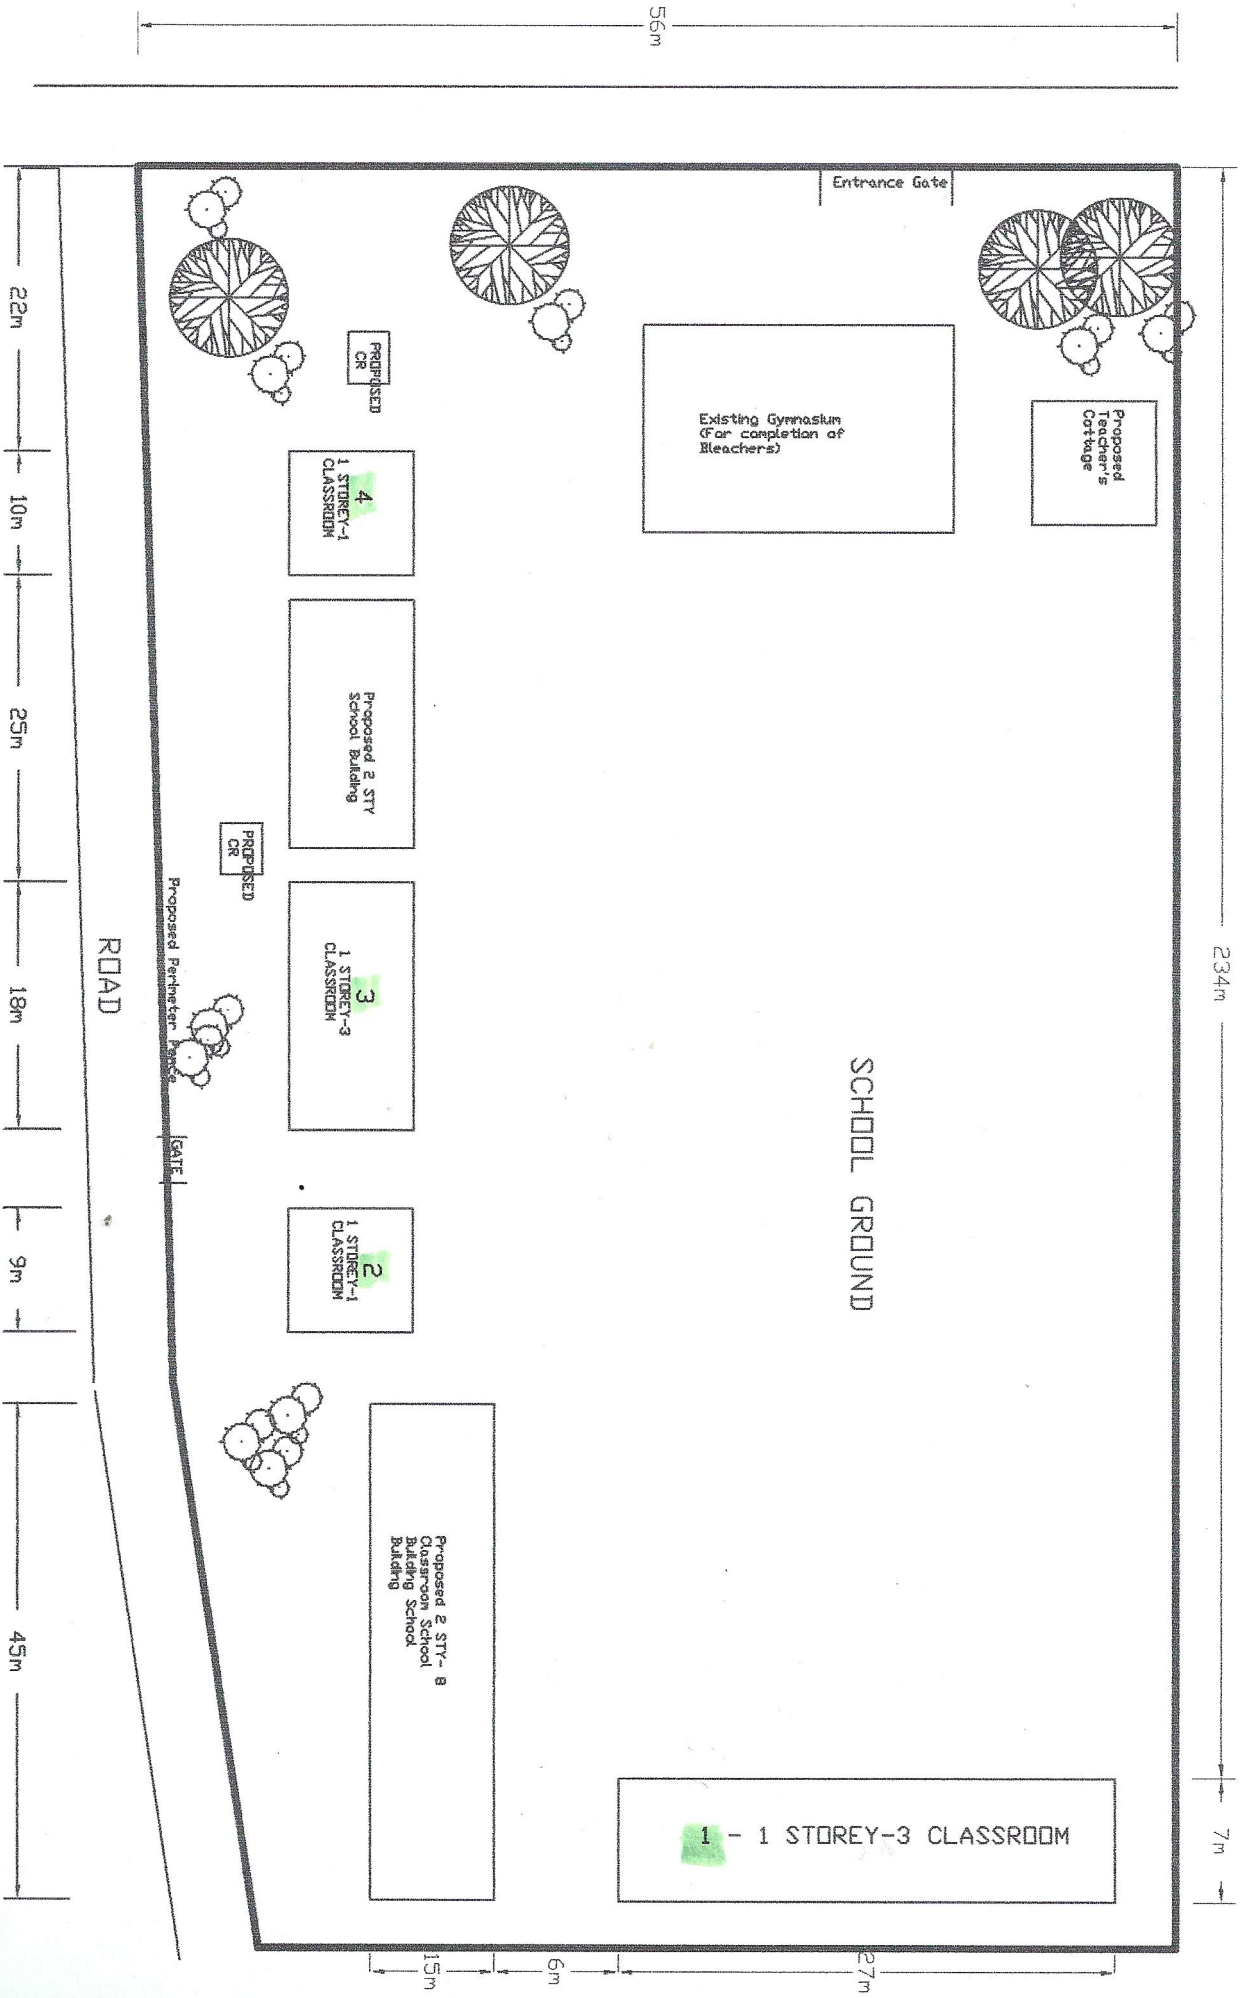 56m
Entrance Gate
22m
10m
25m
18m
9m
45m
234m
7m
27m
6m
15m
PROPOSED
CR
4
1 STOREY-1
CLASSROOM
Existing Gymnasium
(For completion of
Bleachers)
Proposed
Teacher's
Cottage
Proposed 2 STY
School Building
PROPOSED
CR
3
1 STOREY-3
CLASSROOM
Proposed Perimeter Fence
ROAD
GATE
SCHOOL GROUND
2
1 STOREY-1
CLASSROOM
Proposed 2 STY- 8
Classroom School
Building School
Building
1 - 1 STOREY-3 CLASSROOM